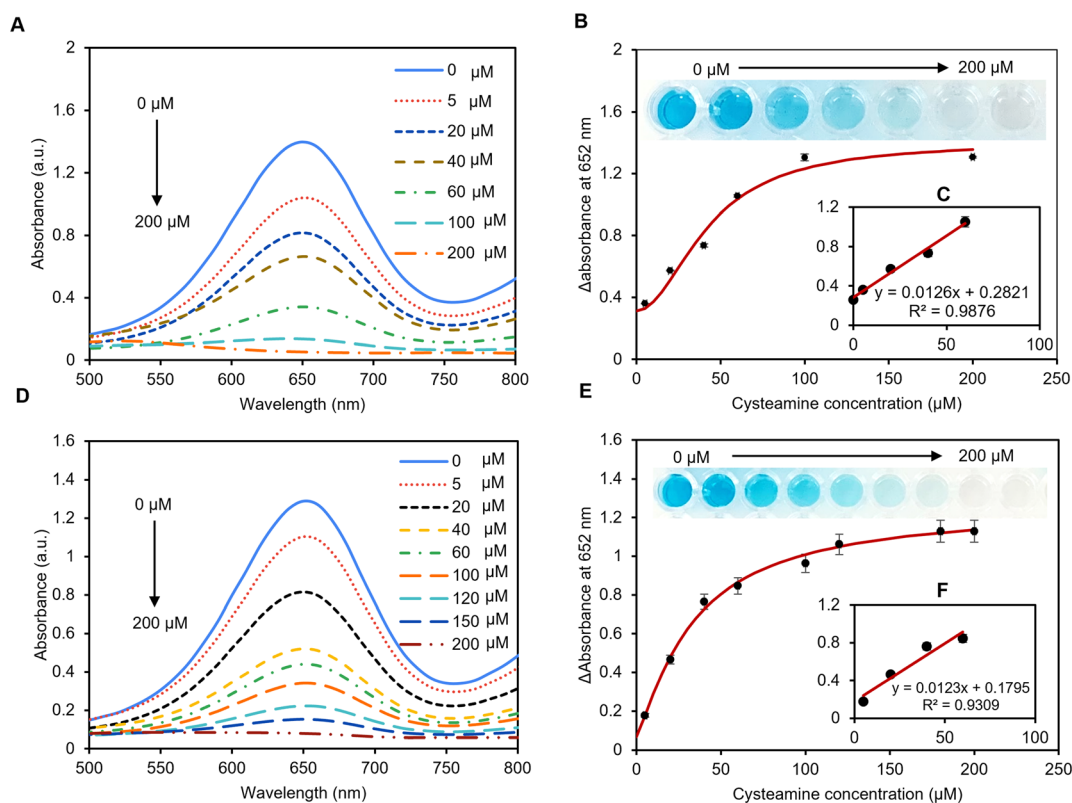 A
2
1.6
1.2
0.8
0.4
0
500 550 600 650 700 750 800
Absorbance (a.u.)
Wavelength (nm)
0 µM
200 µM
0 µM
5 µM
20 µM
40 µM
60 µM
100 µM
200 µM
B
2
1.6
1.2
0.8
0.4
0
0 50 100 150 200 250
Δabsorbance at 652 nm
Cysteamine concentration (µM)
0 µM 200 µM
C
1.2
0.8
0.4
0
0 50 100
y = 0.0126x + 0.2821
R² = 0.9876
D
1.6
1.4
1.2
1
0.8
0.6
0.4
0.2
0
500 550 600 650 700 750 800
Absorbance (a.u.)
Wavelength (nm)
0 µM
200 µM
0 µM
5 µM
20 µM
40 µM
60 µM
100 µM
120 µM
150 µM
200 µM
E
1.6
1.4
1.2
1
0.8
0.6
0.4
0.2
0
0 50 100 150 200 250
ΔAbsorbance at 652 nm
Cysteamine concentration (µM)
0 µM 200 µM
F
1.2
0.8
0.4
0
0 50 100
y = 0.0123x + 0.1795
R² = 0.9309